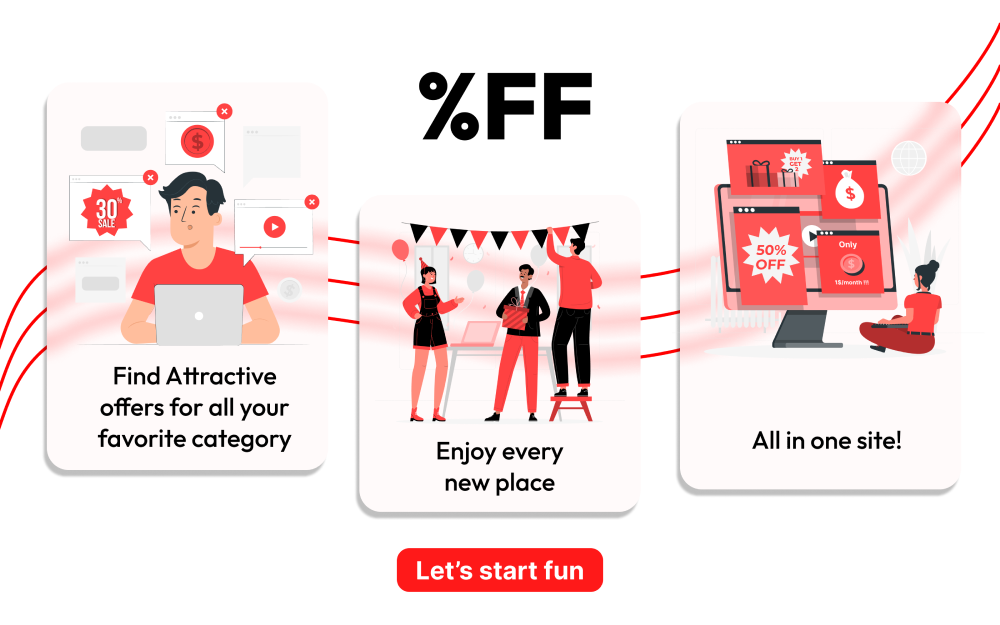 %FF
30%
SALE
Find Attractive
offers for all your
favorite category
Enjoy every
new place
BUY 1
GET
2
50%
OFF
Only
1$/month !!!
All in one site!
Let's start fun